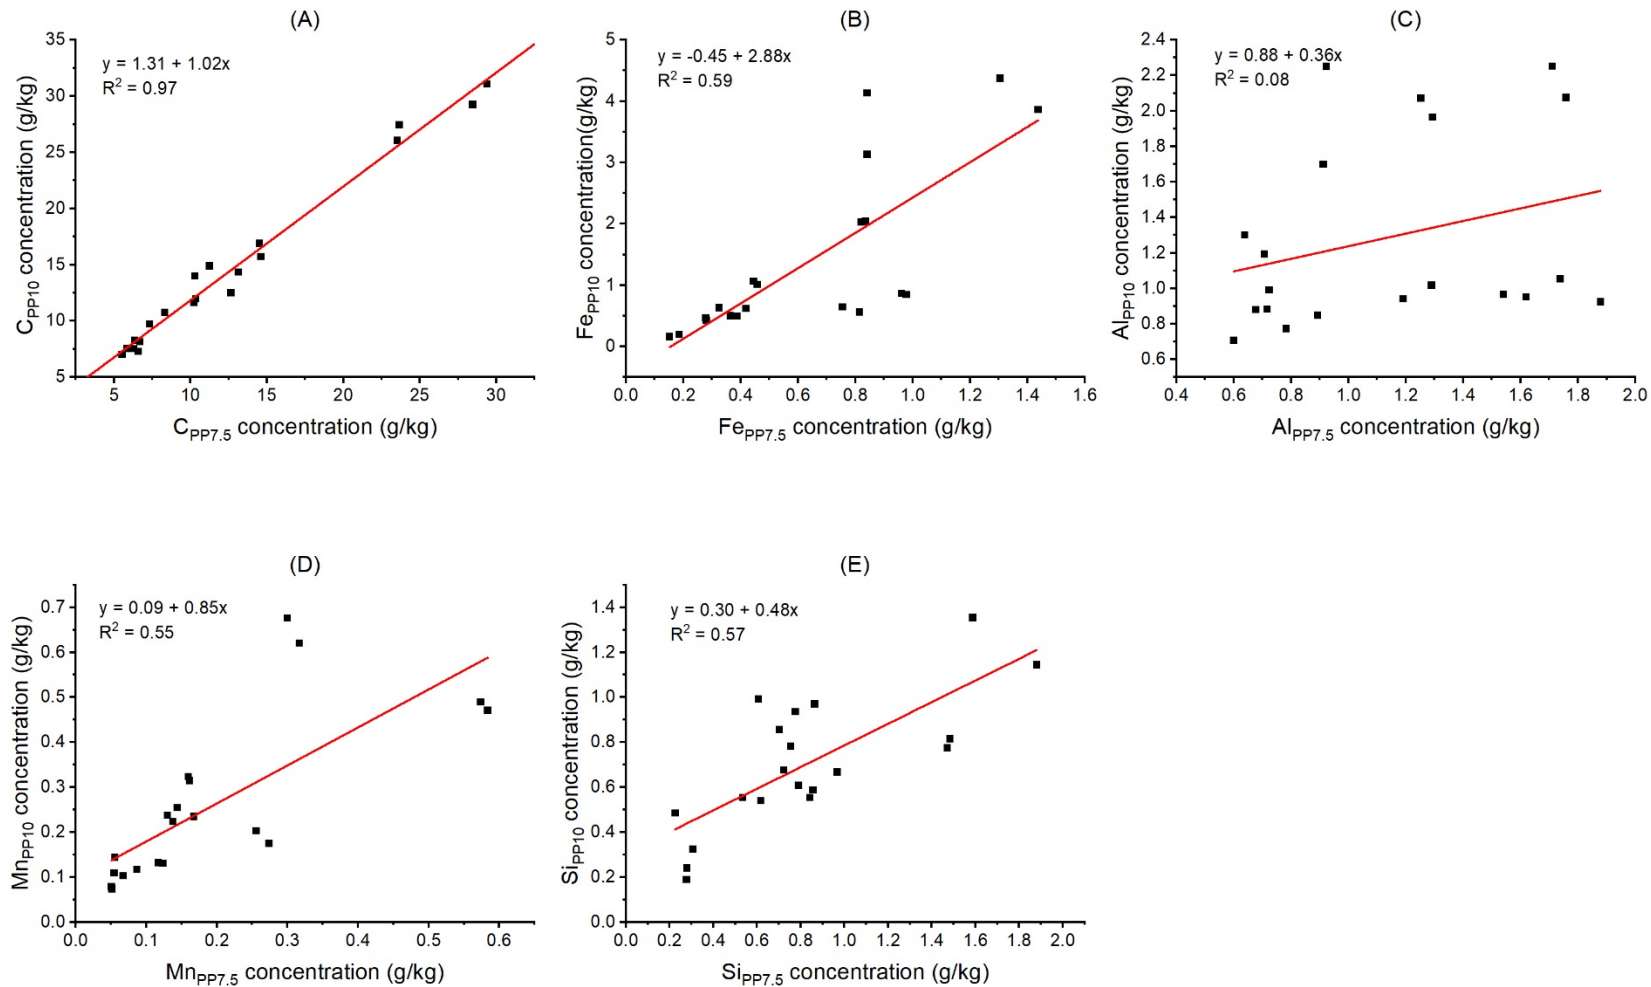 (A)
y = 1.31 + 1.02x
R² = 0.97
35
30
25
20
15
10
5
5 10 15 20 25 30
C_PP10 concentration (g/kg)
C_PP7.5 concentration (g/kg)
(B)
y = -0.45 + 2.88x
R² = 0.59
5
4
3
2
1
0
0.0 0.2 0.4 0.6 0.8 1.0 1.2 1.4 1.6
Fe_PP10 concentration(g/kg)
Fe_PP7.5 concentration (g/kg)
(C)
y = 0.88 + 0.36x
R² = 0.08
2.4
2.2
2.0
1.8
1.6
1.4
1.2
1.0
0.8
0.6
0.4 0.6 0.8 1.0 1.2 1.4 1.6 1.8 2.0
Al_PP10 concentration (g/kg)
Al_PP7.5 concentration (g/kg)
(D)
y = 0.09 + 0.85x
R² = 0.55
0.7
0.6
0.5
0.4
0.3
0.2
0.1
0.0
0.0 0.1 0.2 0.3 0.4 0.5 0.6
Mn_PP10 concentration (g/kg)
Mn_PP7.5 concentration (g/kg)
(E)
y = 0.30 + 0.48x
R² = 0.57
1.4
1.2
1.0
0.8
0.6
0.4
0.2
0.0
0.0 0.2 0.4 0.6 0.8 1.0 1.2 1.4 1.6 1.8 2.0
Si_PP10 concentration (g/kg)
Si_PP7.5 concentration (g/kg)